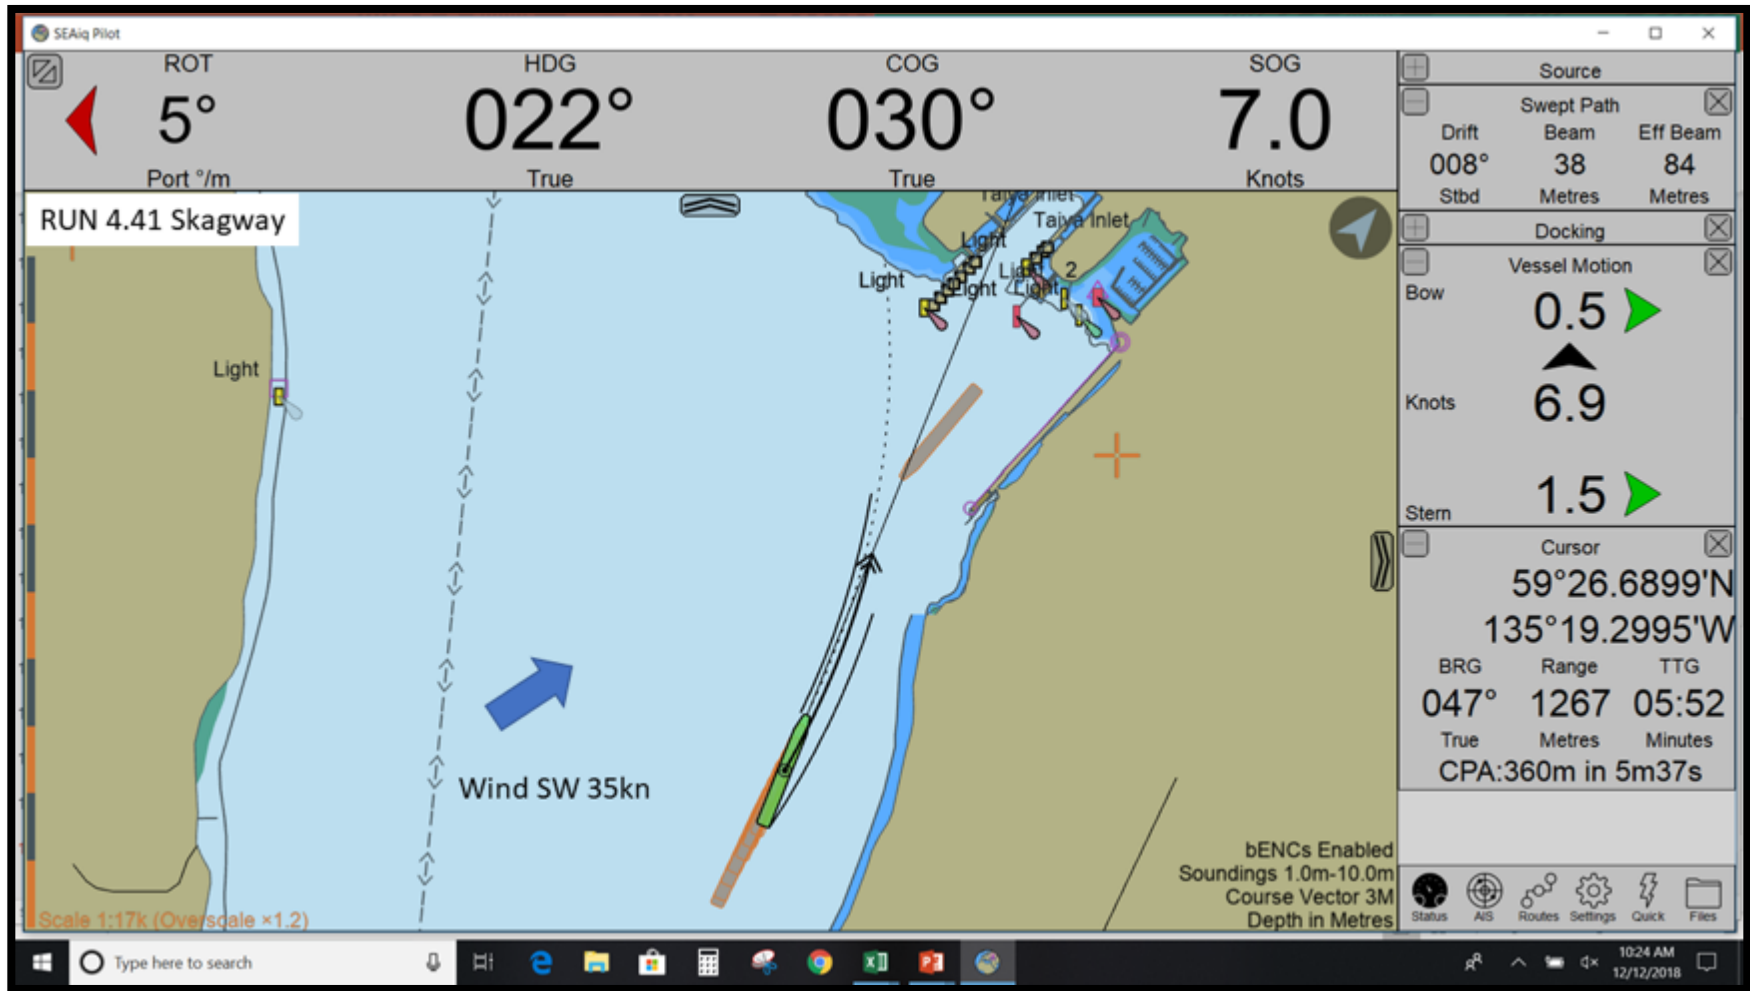 SEAiq Pilot
ROT HDG COG SOG
5° 022° 030° 7.0
Port °/m True True Knots
RUN 4.41 Skagway
Taiya Inlet
Taiya Inlet
Light
Light
Light
Light 2
Light
Light
Wind SW 35kn
bENCs Enabled
Soundings 1.0m-10.0m
Course Vector 3M
Depth in Metres
Scale 1:17k (Overscale ×1.2)
Source
Swept Path
Drift Beam Eff Beam
008° 38 84
Stbd Metres Metres
Docking
Vessel Motion
Bow
0.5
Knots 6.9
1.5
Stern
Cursor
59°26.6899'N
135°19.2995'W
BRG Range TTG
047° 1267 05:52
True Metres Minutes
CPA:360m in 5m37s
Status AIS Routes Settings Quick Files
Type here to search
10:24 AM
12/12/2018